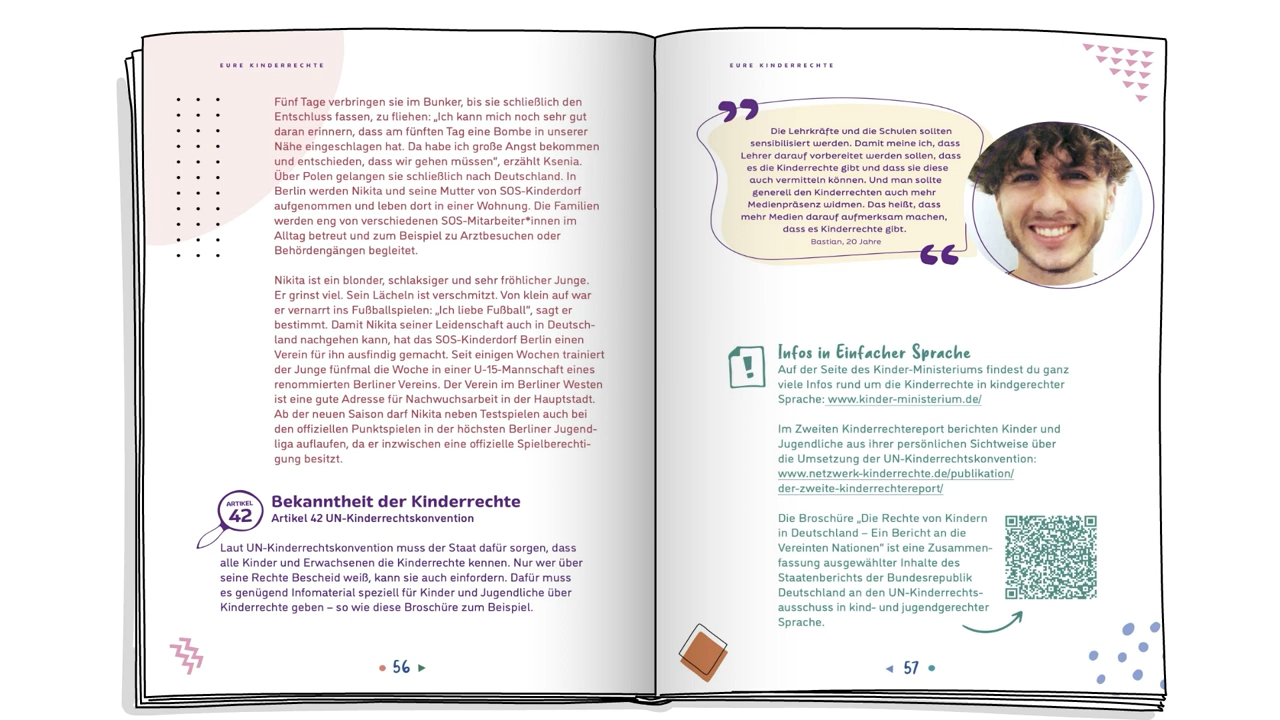 EURE KINDERRECHTE
Fünf Tage verbringen sie im Bunker, bis sie schließlich den
Entschluss fassen, zu fliehen: „Ich kann mich noch sehr gut
daran erinnern, dass am fünften Tag eine Bombe in unserer
Nähe eingeschlagen hat. Da habe ich große Angst bekommen
und entschieden, dass wir gehen müssen“, erzählt Ksenia.
Über Polen gelangen sie schließlich nach Deutschland. In
Berlin werden Nikita und seine Mutter von SOS-Kinderdorf
aufgenommen und leben dort in einer Wohnung. Die Familien
werden eng von verschiedenen SOS-Mitarbeiter*innen im
Alltag betreut und zum Beispiel zu Arztbesuchen oder
Behördengängen begleitet.
Nikita ist ein blonder, schlaksiger und sehr fröhlicher Junge.
Er grinst viel. Sein Lächeln ist verschmitzt. Von klein auf war
er vernarrt ins Fußballspielen: „Ich liebe Fußball“, sagt er
bestimmt. Damit Nikita seiner Leidenschaft auch in Deutsch-
land nachgehen kann, hat das SOS-Kinderdorf Berlin einen
Verein für ihn ausfindig gemacht. Seit einigen Wochen trainiert
der Junge fünfmal die Woche in einer U-15-Mannschaft eines
renommierten Berliner Vereins. Der Verein im Berliner Westen
ist eine gute Adresse für Nachwuchsarbeit in der Hauptstadt.
Ab der neuen Saison darf Nikita neben Testspielen auch bei
den offiziellen Punktspielen in der höchsten Berliner Jugend-
liga auflaufen, da er inzwischen eine offizielle Spielberechti-
gung besitzt.
ARTIKEL
42
Bekanntheit der Kinderrechte
Artikel 42 UN-Kinderrechtskonvention
Laut UN-Kinderrechtskonvention muss der Staat dafür sorgen, dass
alle Kinder und Erwachsenen die Kinderrechte kennen. Nur wer über
seine Rechte Bescheid weiß, kann sie auch einfordern. Dafür muss
es genügend Infomaterial speziell für Kinder und Jugendliche über
Kinderrechte geben – so wie diese Broschüre zum Beispiel.
56
EURE KINDERRECHTE
Die Lehrkräfte und die Schulen sollten
sensibilisiert werden. Damit meine ich, dass
Lehrer darauf vorbereitet werden sollen, dass
es die Kinderrechte gibt und dass sie diese
auch vermitteln können. Und man sollte
generell den Kinderrechten auch mehr
Medienpräsenz widmen. Das heißt, dass
mehr Medien darauf aufmerksam machen,
dass es Kinderrechte gibt.
Bastian, 20 Jahre
Infos in Einfacher Sprache
Auf der Seite des Kinder-Ministeriums findest du ganz
viele Infos rund um die Kinderrechte in kindgerechter
Sprache: www.kinder-ministerium.de/
Im Zweiten Kinderrechtereport berichten Kinder und
Jugendliche aus ihrer persönlichen Sichtweise über
die Umsetzung der UN-Kinderrechtskonvention:
www.netzwerk-kinderrechte.de/publikation/
der-zweite-kinderrechtereport/
Die Broschüre „Die Rechte von Kindern
in Deutschland – Ein Bericht an die
Vereinten Nationen“ ist eine Zusammen-
fassung ausgewählter Inhalte des
Staatenberichts der Bundesrepublik
Deutschland an den UN-Kinderrechts-
ausschuss in kind- und jugendgerechter
Sprache.
57